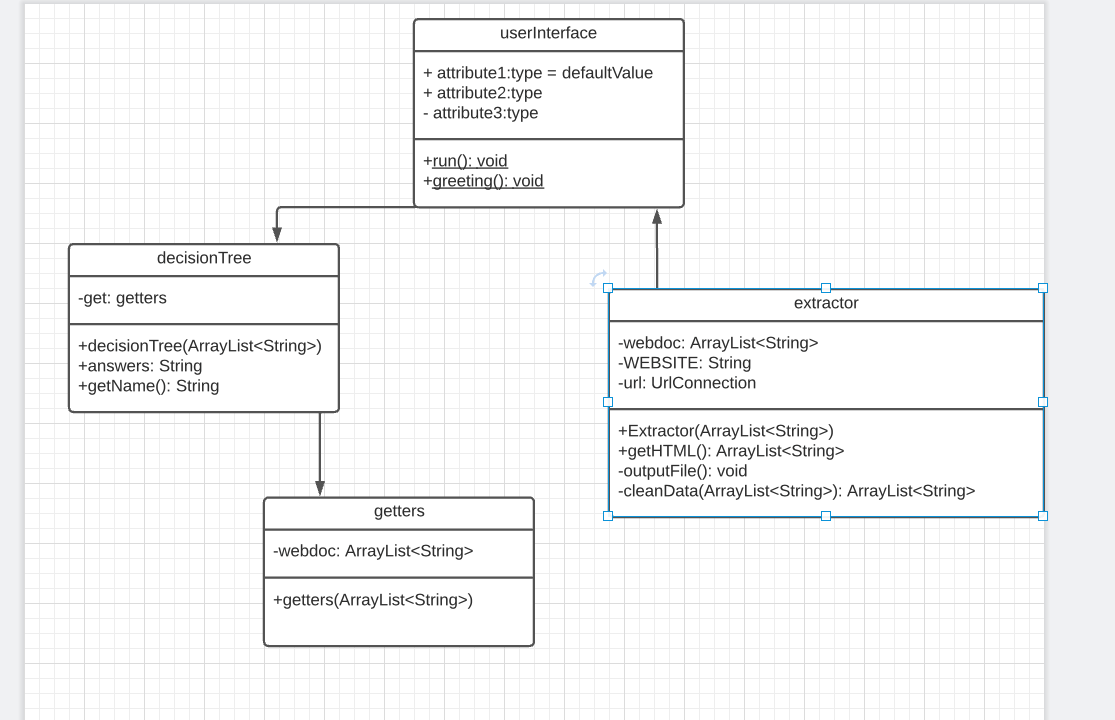 userInterface
+ attribute1:type = defaultValue
+ attribute2:type
- attribute3:type
+run(): void
+greeting(): void
decisionTree
-get: getters
+decisionTree(ArrayList<String>)
+answers: String
+getName(): String
extractor
-webdoc: ArrayList<String>
-WEBSITE: String
-url: UrlConnection
+Extractor(ArrayList<String>)
+getHTML(): ArrayList<String>
-outputFile(): void
-cleanData(ArrayList<String>): ArrayList<String>
getters
-webdoc: ArrayList<String>
+getters(ArrayList<String>)